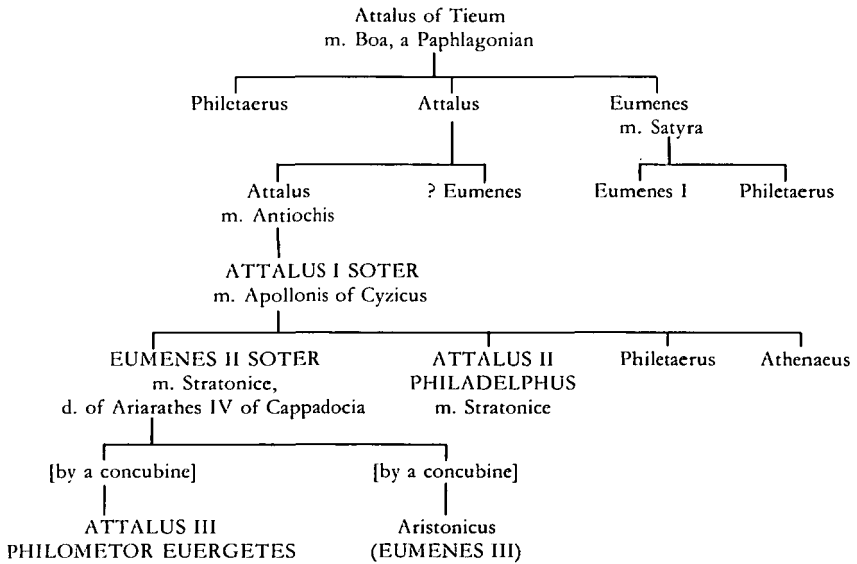 Attalus of Tieum
m. Boa, a Paphlagonian
Philetaerus
Attalus
Eumenes
m. Satyra
Attalus
m. Antiochis
? Eumenes
Eumenes I
Philetaerus
ATTALUS I SOTER
m. Apollonis of Cyzicus
EUMENES II SOTER
m. Stratonice,
d. of Ariarathes IV of Cappadocia
ATTALUS II
PHILADELPHUS
m. Stratonice
Philetaerus
Athenaeus
[by a concubine]
[by a concubine]
ATTALUS III
PHILOMETOR EUERGETES
Aristonicus
(EUMENES III)